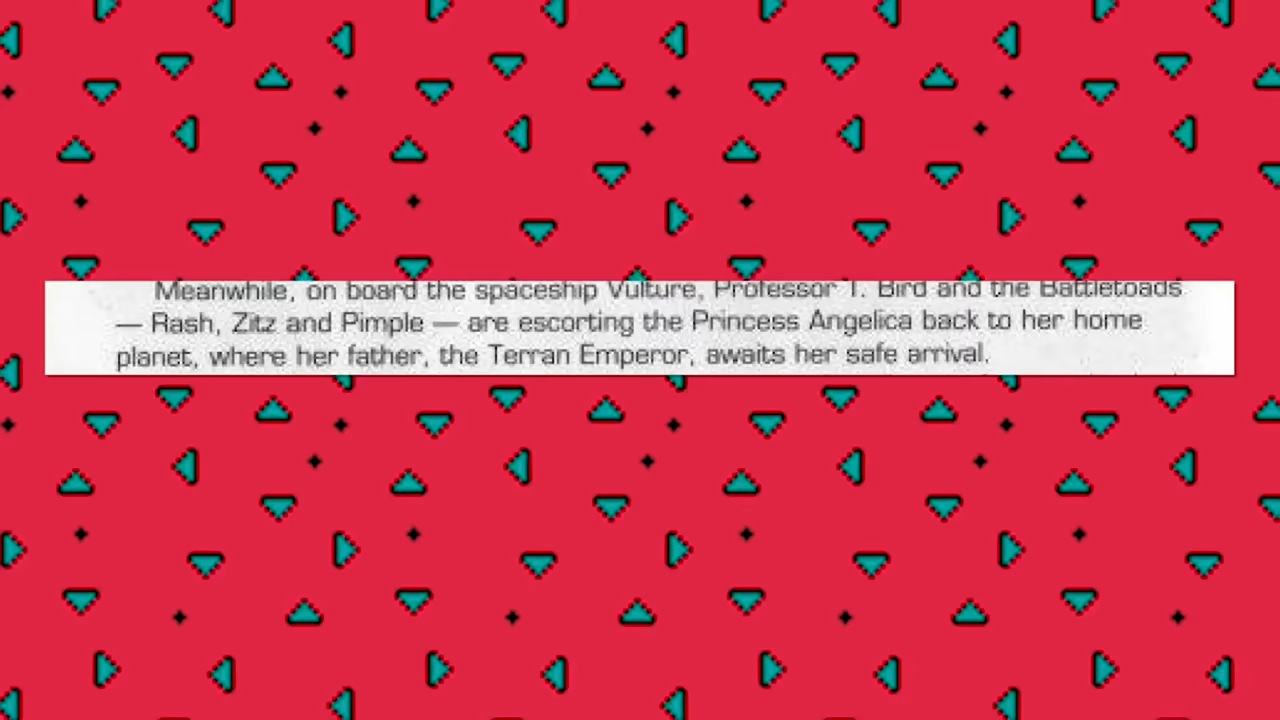 Meanwhile, on board the spaceship Vulture, Professor T. Bird and the Battletoads
— Rash, Zitz and Pimple — are escorting the Princess Angelica back to her home
planet, where her father, the Terran Emperor, awaits her safe arrival.